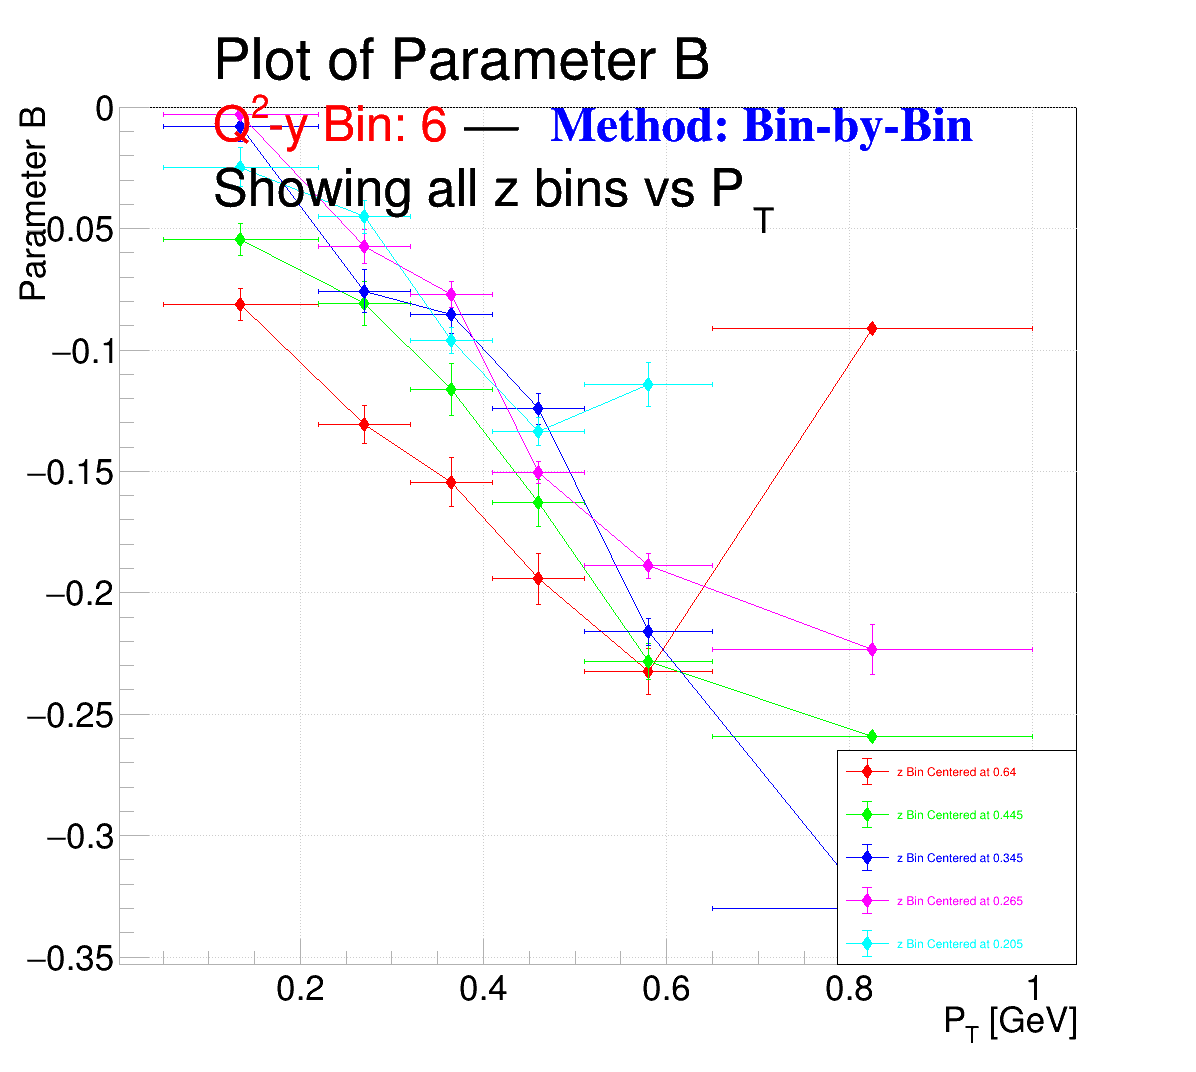 Plot of Parameter B
Q²-y Bin: 6 — Method: Bin-by-Bin
Showing all z bins vs P_T
Parameter B
0
0.05
−0.1
−0.15
−0.2
−0.25
−0.3
−0.35
0.2
0.4
0.6
0.8
1
P_T [GeV]
z Bin Centered at 0.64
z Bin Centered at 0.445
z Bin Centered at 0.345
z Bin Centered at 0.265
z Bin Centered at 0.205